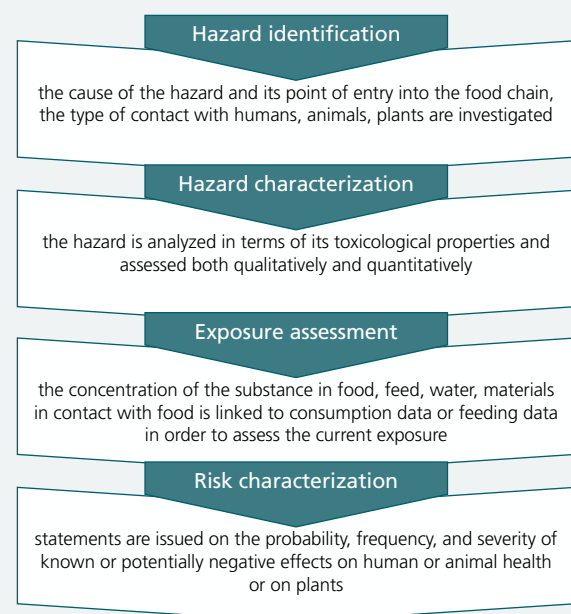 Hazard identification
the cause of the hazard and its point of entry into the food chain,
the type of contact with humans, animals, plants are investigated
Hazard characterization
the hazard is analyzed in terms of its toxicological properties and
assessed both qualitatively and quantitatively
Exposure assessment
the concentration of the substance in food, feed, water, materials
in contact with food is linked to consumption data or feeding data
in order to assess the current exposure
Risk characterization
statements are issued on the probability, frequency, and severity of
known or potentially negative effects on human or animal health
or on plants